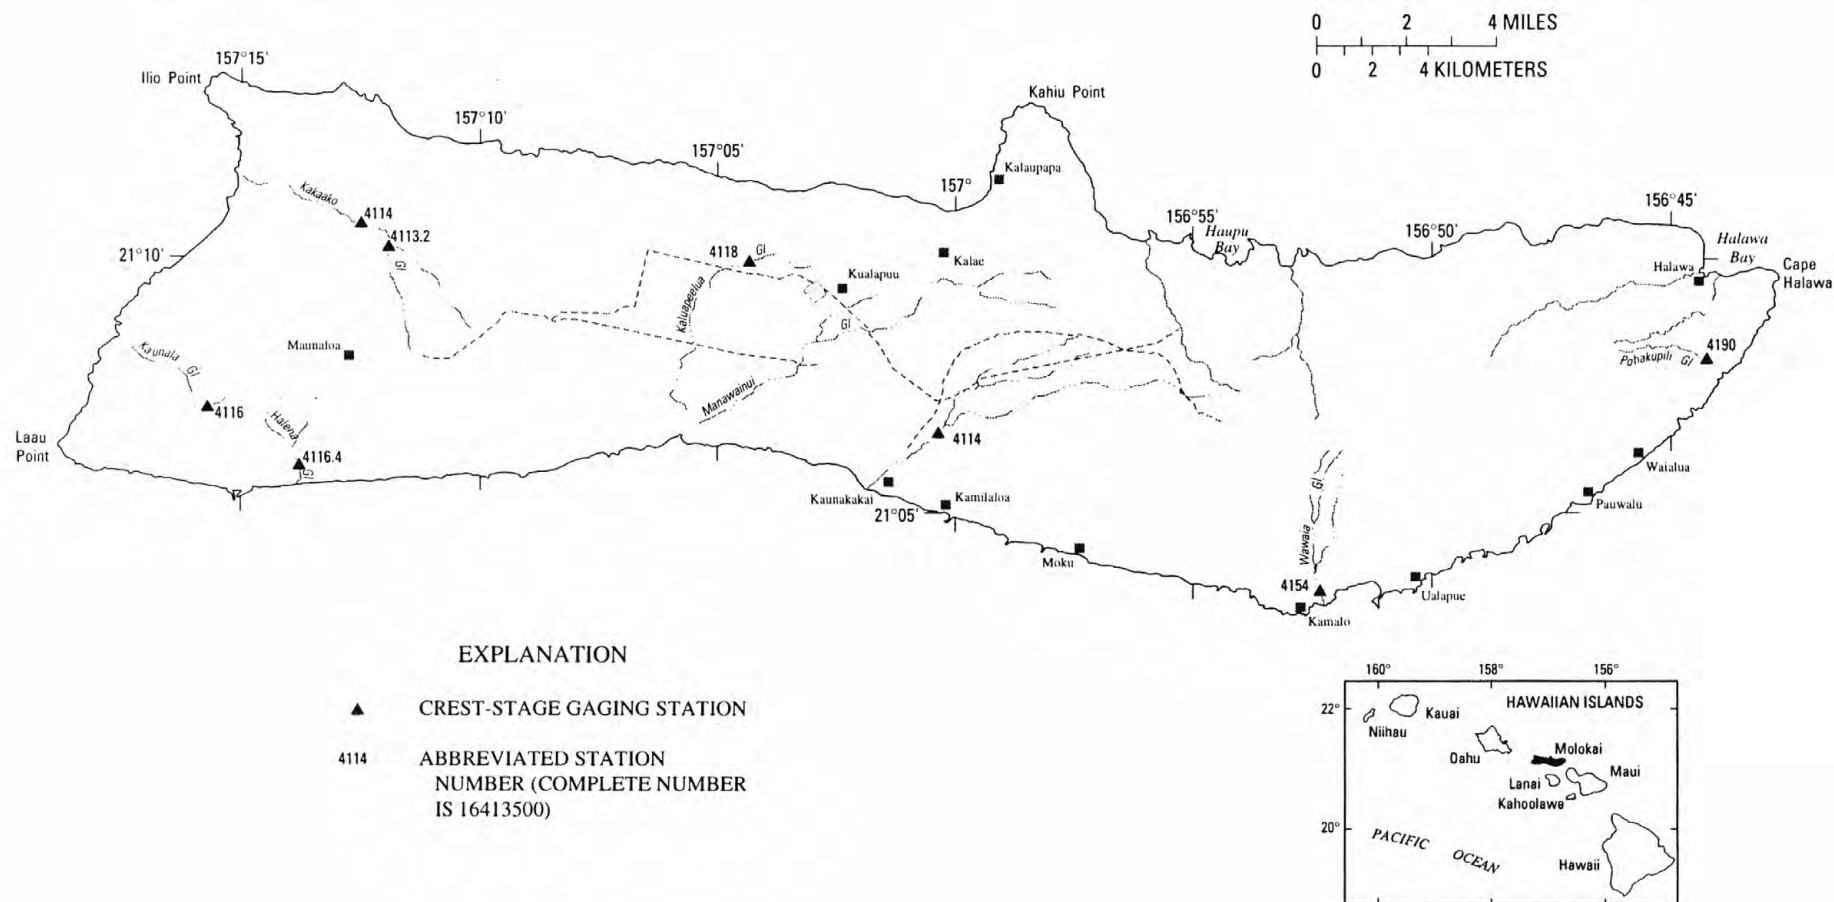 0 2 4 MILES
0 2 4 KILOMETERS
157°15'
Ilio Point
Kahiu Point
157°10'
157°05'
Kalaupapa
157°
Kakaako
4114
4113.2
Gl
21°10'
156°55'
Haupu
Bay
156°50'
156°45'
Halawa
Bay
Halawa
Cape
Halawa
4118
Gl
Kalae
Kualapuu
Kaluapeelua
Gl
Maunaloa
Kaunala
Gl
4116
Halena
4116.4
Gl
Laau
Point
Manawainui
4114
Kaunakakai
21°05'
Kamilaloa
Moku
4190
Pohakupili Gl
Waialua
Pauwalu
Gl
Wawaia
4154
Kamalo
Ualapue
EXPLANATION
CREST-STAGE GAGING STATION
4114 ABBREVIATED STATION
NUMBER (COMPLETE NUMBER
IS 16413500)
160° 158° 156°
22°
HAWAIIAN ISLANDS
Kauai
Niihau
Oahu
Molokai
Lanai
Maui
Kahoolawe
20°
PACIFIC OCEAN
Hawaii